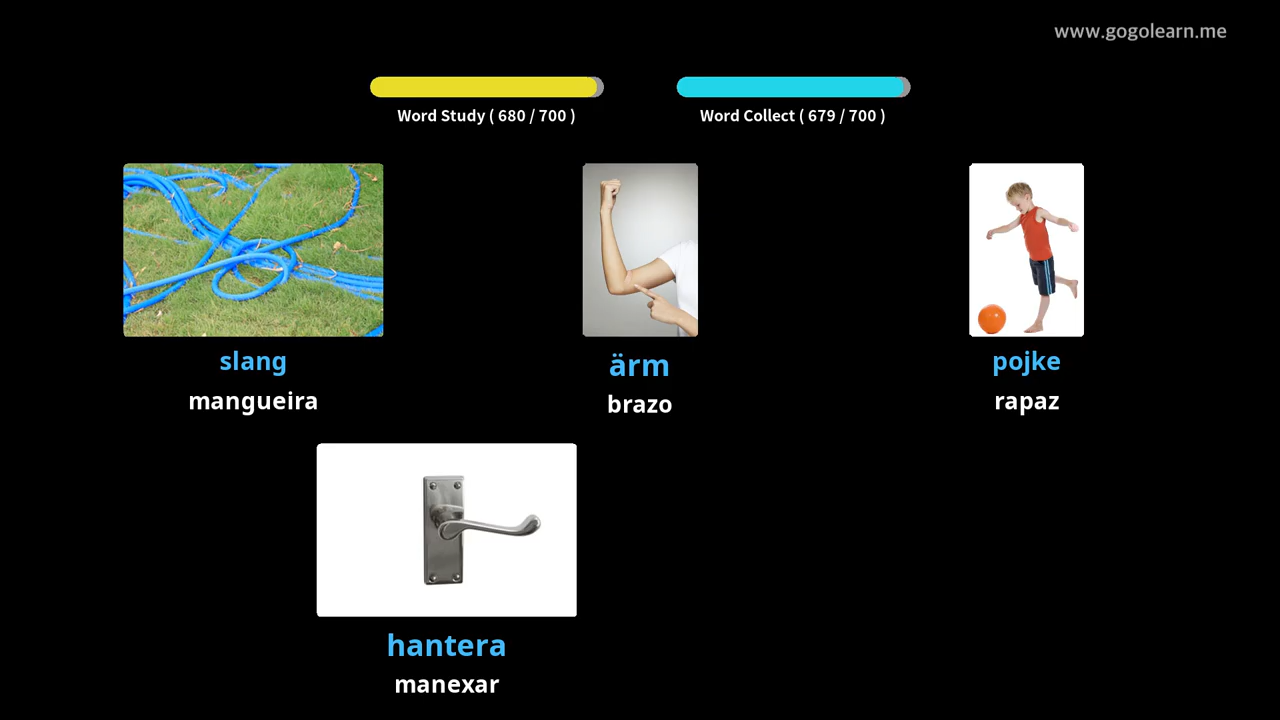 www.gogolearn.me
Word Study ( 680 / 700 )
Word Collect ( 679 / 700 )
slang
mangueira
ärm
brazo
pojke
rapaz
hantera
manexar